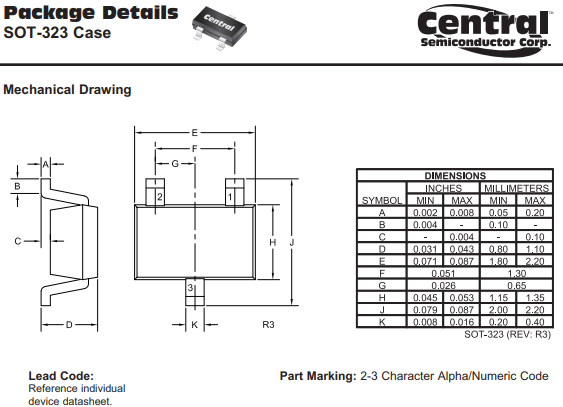 Package Details
SOT-323 Case
Central
Central™
Semiconductor Corp.
Mechanical Drawing
E
F
G
A
B
C
D
2
1
3
H
J
K
R3
DIMENSIONS
INCHES MILLIMETERS
SYMBOL MIN MAX MIN MAX
A 0.002 0.008 0.05 0.20
B 0.004 - 0.10 -
C - 0.004 - 0.10
D 0.031 0.043 0.80 1.10
E 0.071 0.087 1.80 2.20
F 0.051 1.30
G 0.026 0.65
H 0.045 0.053 1.15 1.35
J 0.079 0.087 2.00 2.20
K 0.008 0.016 0.20 0.40
SOT-323 (REV: R3)
Lead Code:
Reference individual
device datasheet.
Part Marking: 2-3 Character Alpha/Numeric Code